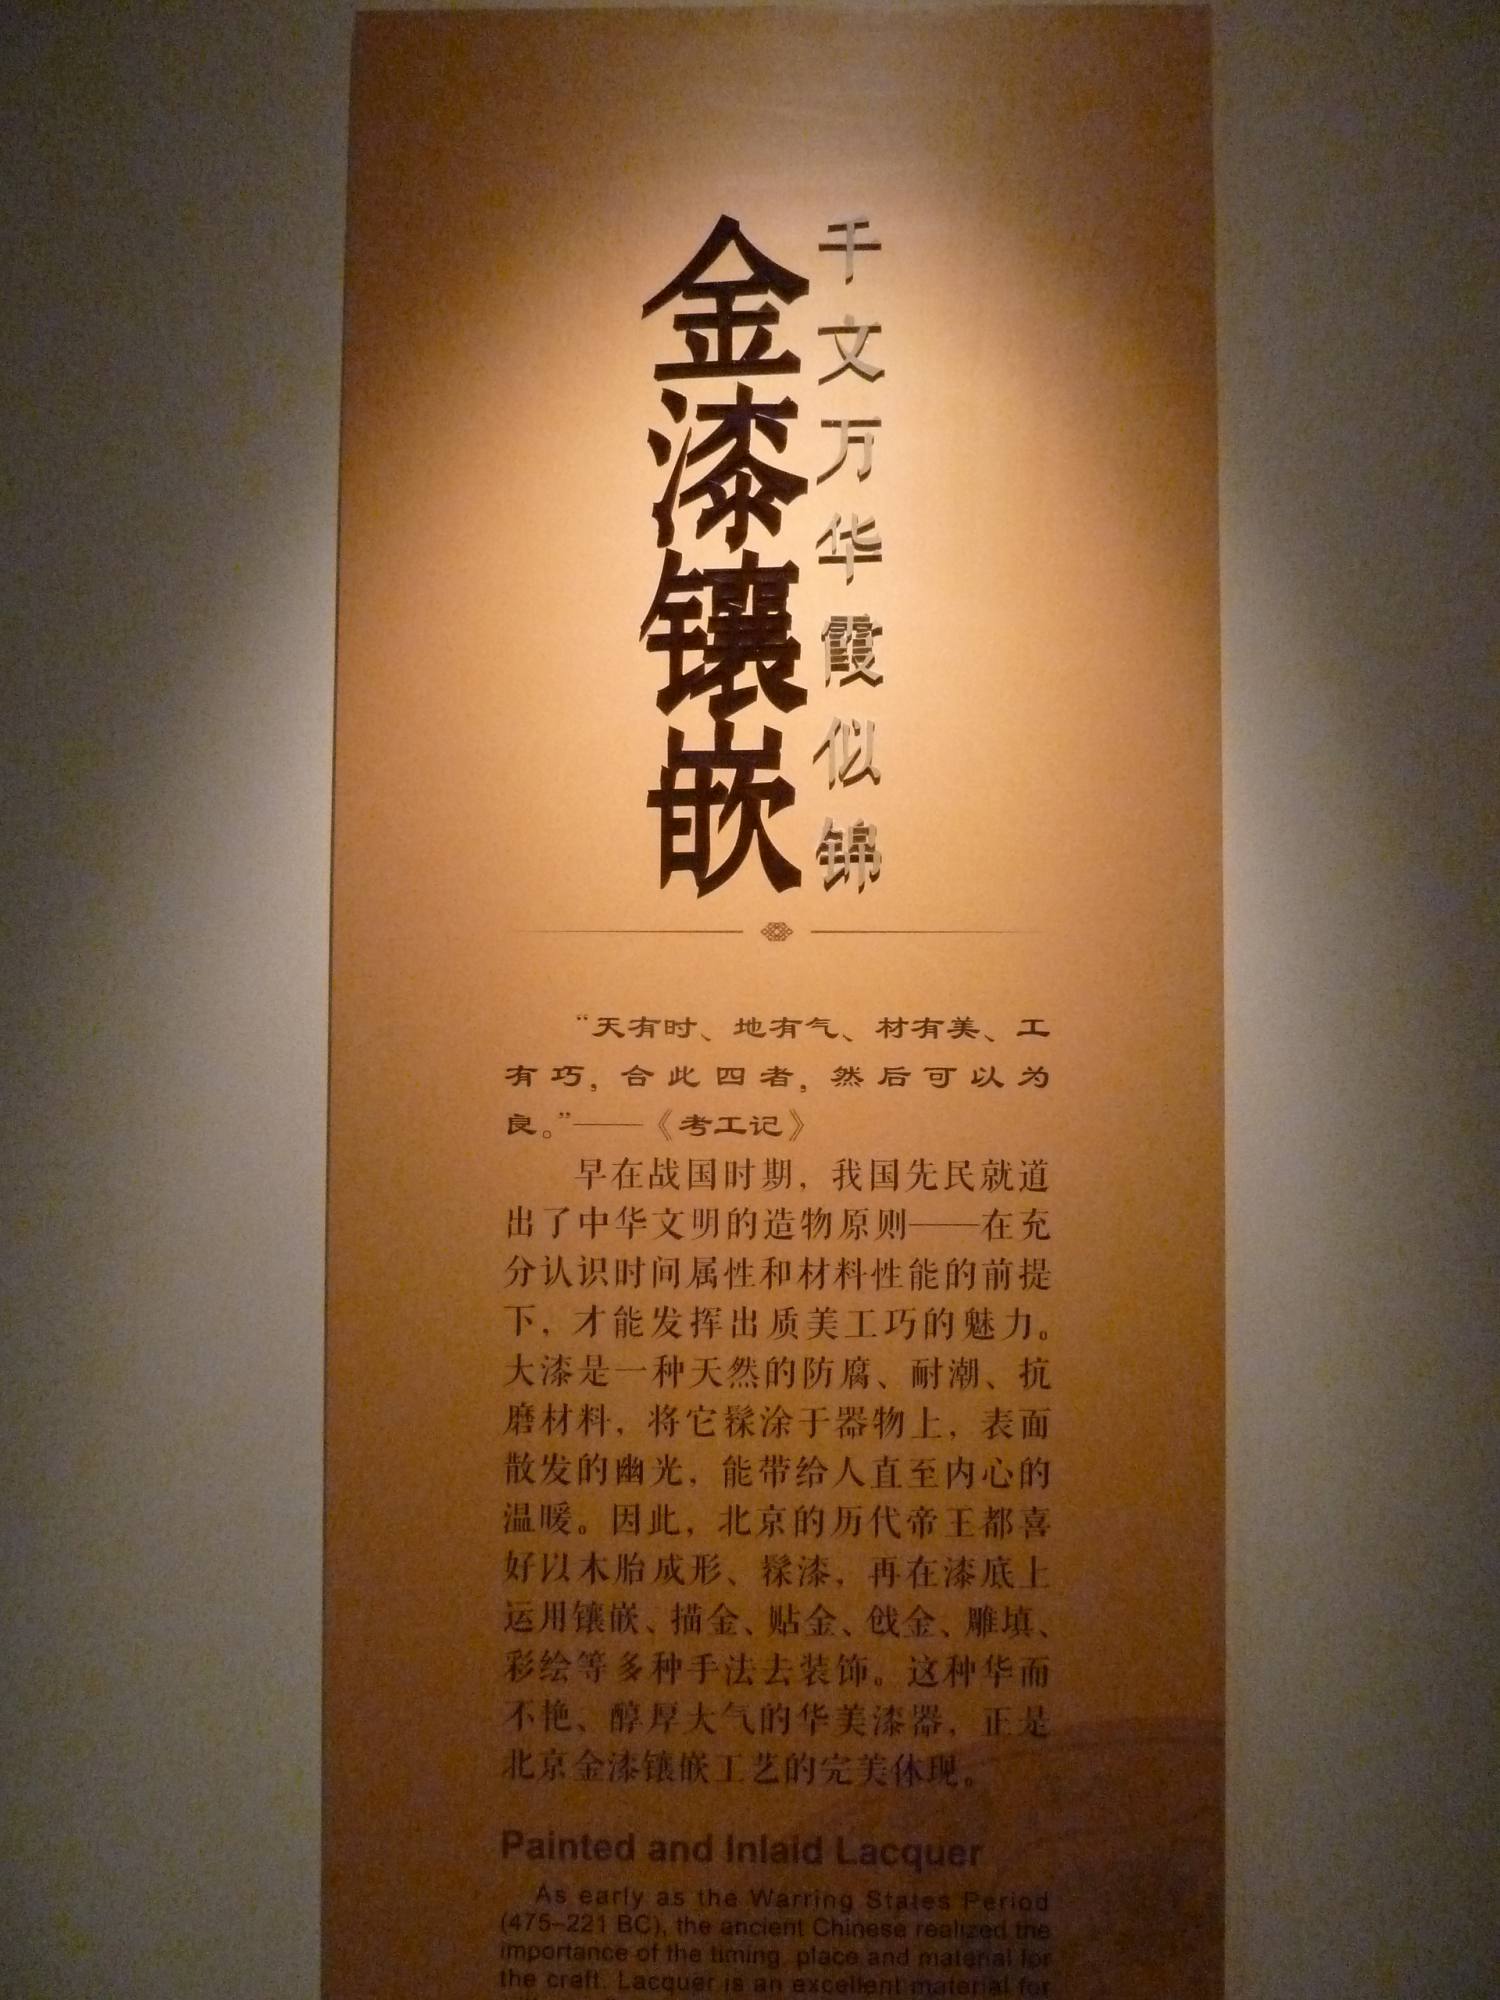 千文万华霞似锦
金漆镶嵌
“天有时、地有气、材有美、工
有巧，合此四者，然后可以为
良。”——《考工记》
早在战国时期，我国先民就道
出了中华文明的造物原则——在充
分认识时间属性和材料性能的前提
下，才能发挥出质美工巧的魅力。
大漆是一种天然的防腐、耐潮、抗
磨材料，将它髹涂于器物上，表面
散发的幽光，能带给人直至内心的
温暖。因此，北京的历代帝王都喜
好以木胎成形、髹漆，再在漆底上
运用镶嵌、描金、贴金、戗金、雕填、
彩绘等多种手法去装饰。这种华而
不艳、醇厚大气的华美漆器，正是
北京金漆镶嵌工艺的完美体现。
Painted and Inlaid Lacquer
As early as the Warring States Period
(475–221 BC), the ancient Chinese realized the
importance of the timing, place and material for
the craft. Lacquer is an excellent material for